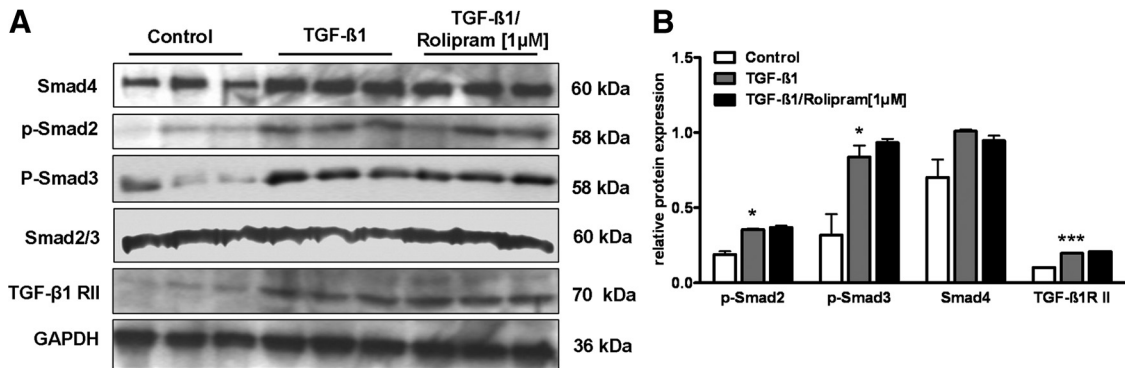 A
Control
TGF-ß1
TGF-ß1/
Rolipram [1µM]
Smad4
60 kDa
p-Smad2
58 kDa
P-Smad3
58 kDa
Smad2/3
60 kDa
TGF-ß1 RII
70 kDa
GAPDH
36 kDa
B
Control
TGF-ß1
TGF-ß1/Rolipram[1µM]
relative protein expression
1.5
1.0
0.5
0.0
*
*
***
p-Smad2
p-Smad3
Smad4
TGF-ß1R II